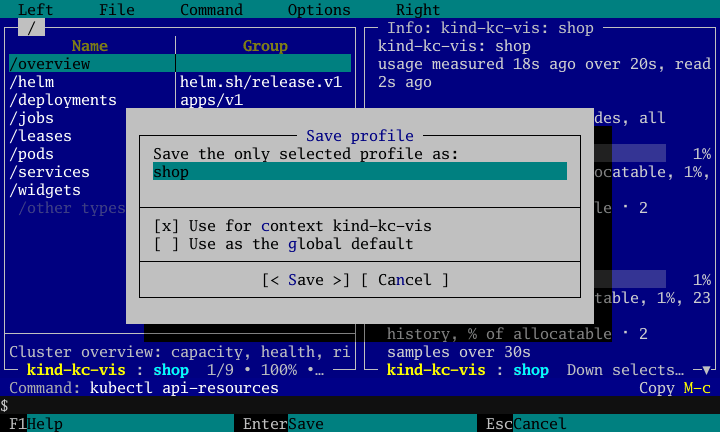 Left File Command Options Right
/
Info: kind-kc-vis: shop
Name Group
kind-kc-vis: shop
/overview
usage measured 18s ago over 20s, read
/helm helm.sh/release.v1
2s ago
/deployments apps/v1
/jobs
des, all
/leases
/pods
1%
/services
ocatable, 1%,
/widgets
/other types
le · 2
1%
table, 1%, 23
Save profile
Save the only selected profile as:
shop
[x] Use for context kind-kc-vis
[ ] Use as the global default
[< Save >] [ Cancel ]
history, % of allocatable · 2
Cluster overview: capacity, health, ri
samples over 30s
kind-kc-vis : shop 1/9 • 100% •…
kind-kc-vis : shop Down selects… ▼
Command: kubectl api-resources
Copy M-c
$
F1Help EnterSave EscCancel